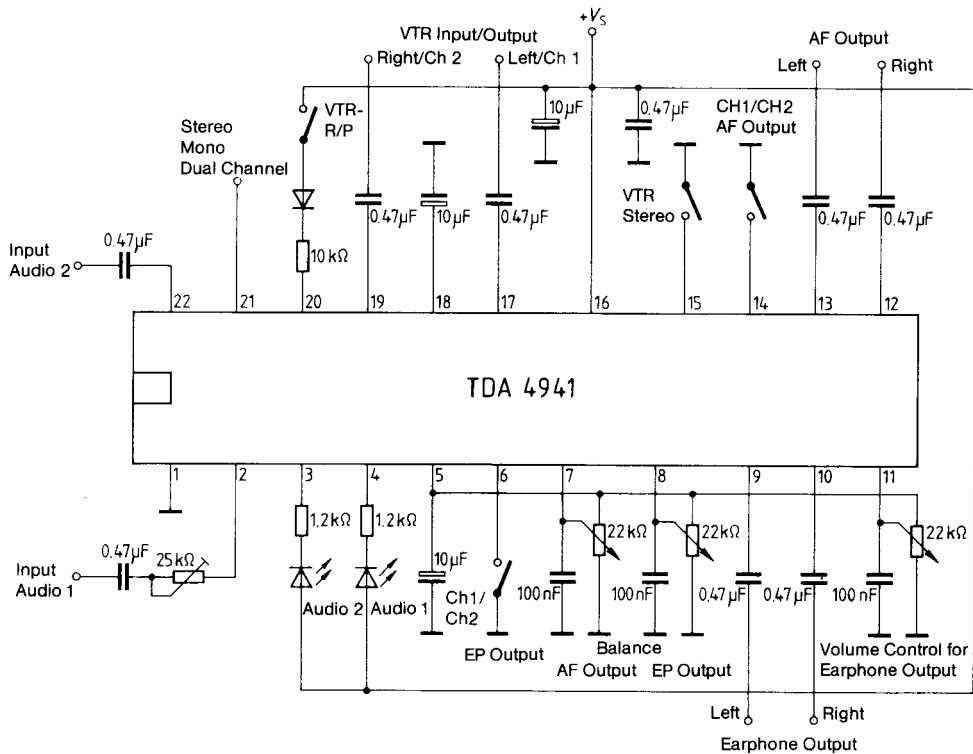 +VS
VTR Input/Output
AF Output
Right/Ch 2
Left/Ch 1
Left
Right
VTR-
R/P
10 µF
0.47µF
CH1/CH2
AF Output
Stereo
Mono
Dual Channel
VTR
Stereo
0.47µF
10µF
0.47µF
0.47µF
0.47µF
0.47µF
10 kΩ
Input
Audio 2
22
21
20
19
18
17
16
15
14
13
12
TDA 4941
1
2
3
4
5
6
7
8
9
10
11
1,2kΩ
1,2kΩ
22kΩ
22kΩ
22kΩ
0.47µF
25kΩ
10µF
Input
Audio 1
Audio 2
Audio 1
Ch1/
Ch2
100nF
100nF
0,47µF
0,47µF
100nF
EP Output
Balance
AF Output
EP Output
Volume Control for
Earphone Output
Left
Right
Earphone Output